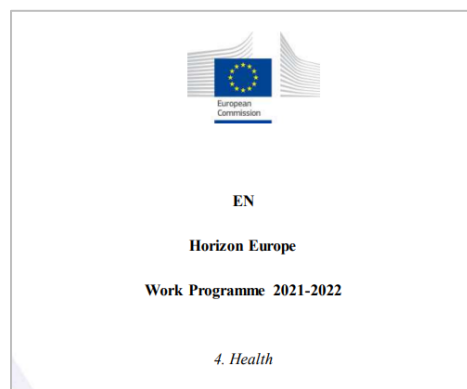 European
Commission
EN
Horizon Europe
Work Programme 2021-2022
4. Health